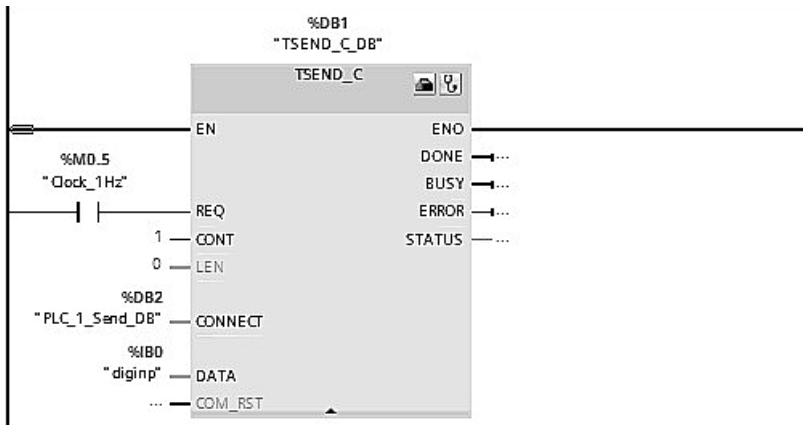 %DB1
"TSEND_C_DB"
TSEND_C
EN ENO
DONE ...
%M0.5
"Clock_1Hz"
BUSY ...
REQ ERROR ...
1 CONT STATUS ...
0 LEN
%DB2
"PLC_1_Send_DB" CONNECT
%IB0
"diginp" DATA
... COM_RST